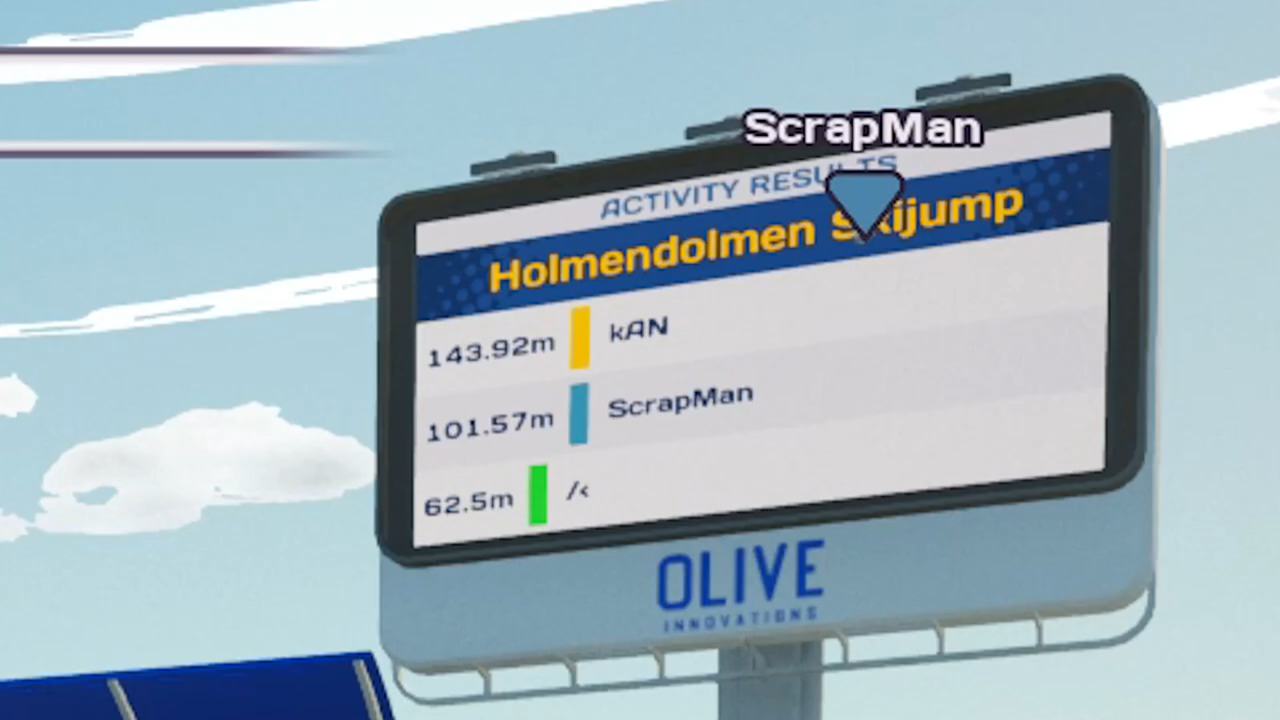 ScrapMan
ACTIVITY RESULTS
Holmendolmen Skijump
143.92m kAN
101.57m ScrapMan
62.5m /<
OLIVE
INNOVATIONS